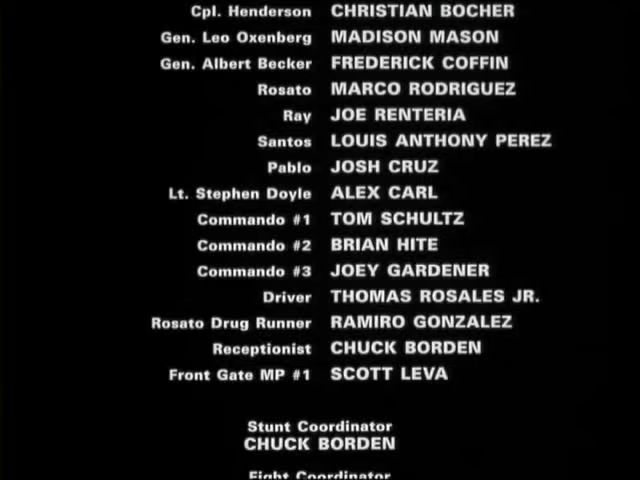 Cpl. Henderson CHRISTIAN BOCHER
Gen. Leo Oxenberg MADISON MASON
Gen. Albert Becker FREDERICK COFFIN
Rosato MARCO RODRIGUEZ
Ray JOE RENTERIA
Santos LOUIS ANTHONY PEREZ
Pablo JOSH CRUZ
Lt. Stephen Doyle ALEX CARL
Commando #1 TOM SCHULTZ
Commando #2 BRIAN HITE
Commando #3 JOEY GARDENER
Driver THOMAS ROSALES JR.
Rosato Drug Runner RAMIRO GONZALEZ
Receptionist CHUCK BORDEN
Front Gate MP #1 SCOTT LEVA
Stunt Coordinator
CHUCK BORDEN
Fight Coordinator